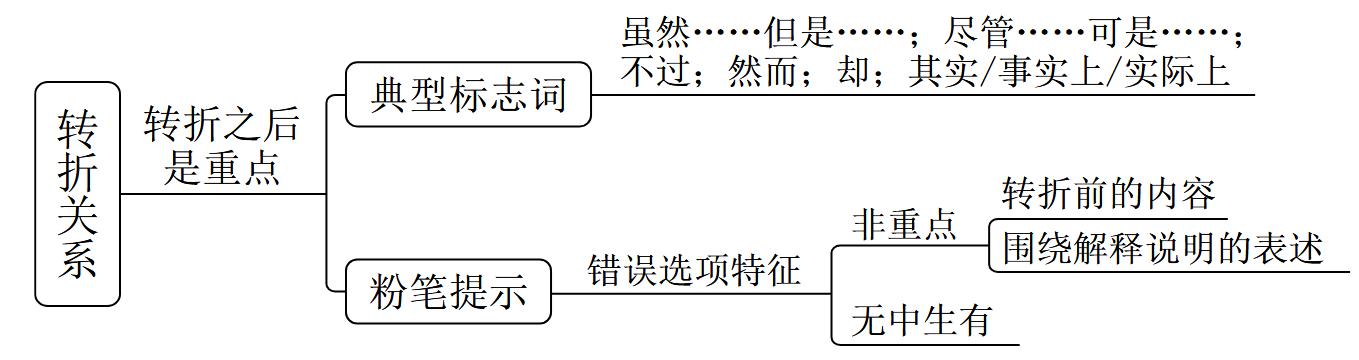 转折关系
转折之后
是重点
典型标志词
虽然……但是……；尽管……可是……；
不过；然而；却；其实/事实上/实际上
粉笔提示
错误选项特征
非重点
转折前的内容
围绕解释说明的表述
无中生有